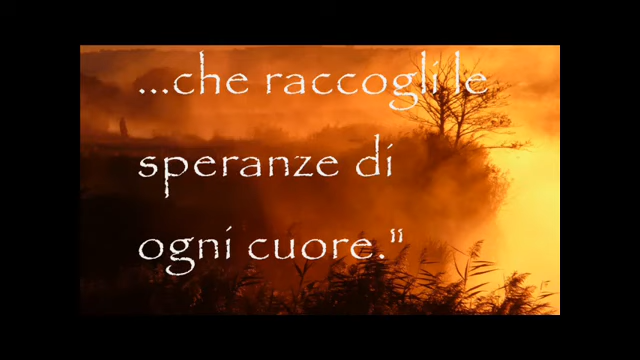 ...che raccogli le
speranze di
ogni cuore."